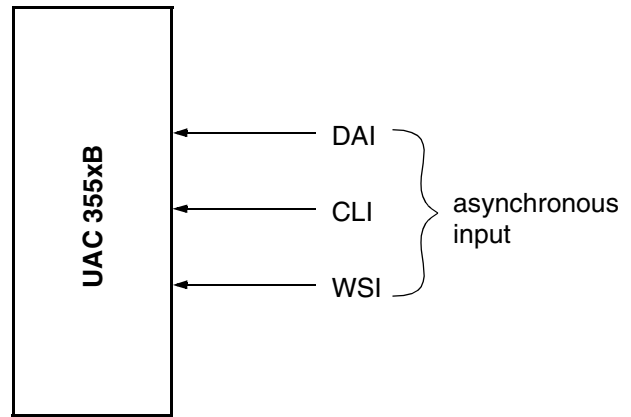 UAC 355xB
DAI
CLI
WSI
asynchronous
input